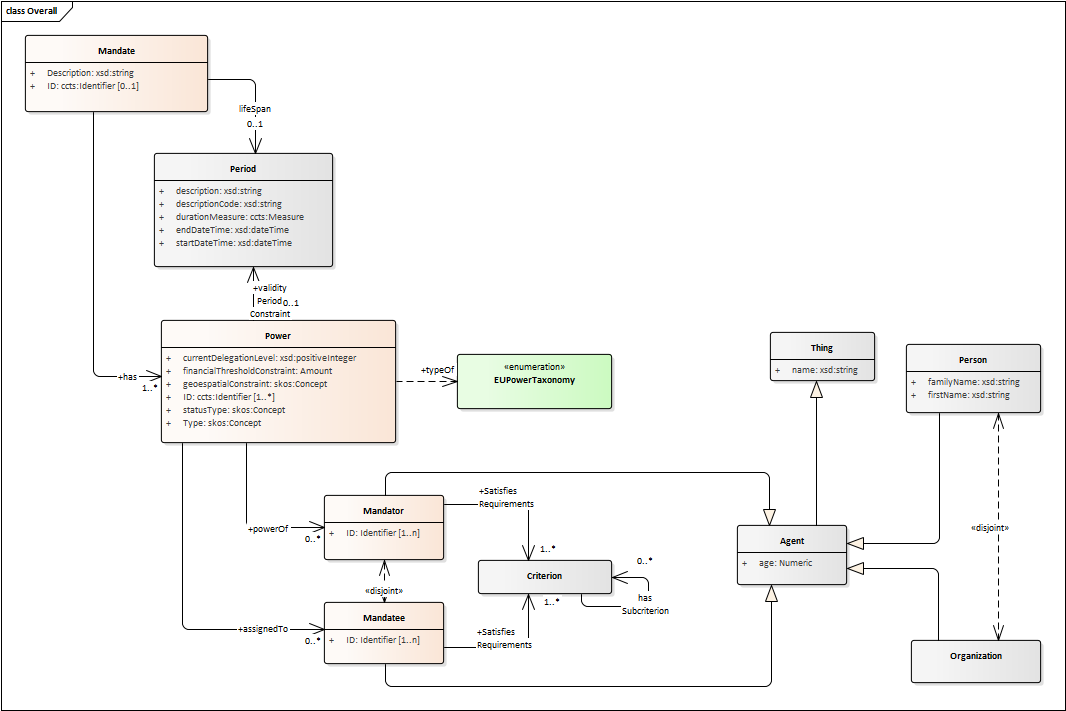 class Overall
Mandate
+ Description: xsd:string
+ ID: ccts:Identifier [0..1]
lifeSpan
0..1
Period
+ description: xsd:string
+ descriptionCode: xsd:string
+ durationMeasure: ccts:Measure
+ endDateTime: xsd:dateTime
+ startDateTime: xsd:dateTime
+validity
Period
0..1
Constraint
+has
1..*
Power
+ currentDelegationLevel: xsd:positiveInteger
+ financialThresholdConstraint: Amount
+ geoespatialConstraint: skos:Concept
+ ID: ccts:Identifier [1..*]
+ statusType: skos:Concept
+ Type: skos:Concept
+typeOf
«enumeration»
EUPowerTaxonomy
Thing
+ name: xsd:string
Person
+ familyName: xsd:string
+ firstName: xsd:string
+powerOf
0..*
Mandator
+ ID: Identifier [1..n]
+Satisfies
Requirements
1..*
«disjoint»
Criterion
0..*
has
Subcriterion
1..*
+assignedTo
0..*
Mandatee
+ ID: Identifier [1..n]
+Satisfies
Requirements
Agent
+ age: Numeric
«disjoint»
Organization